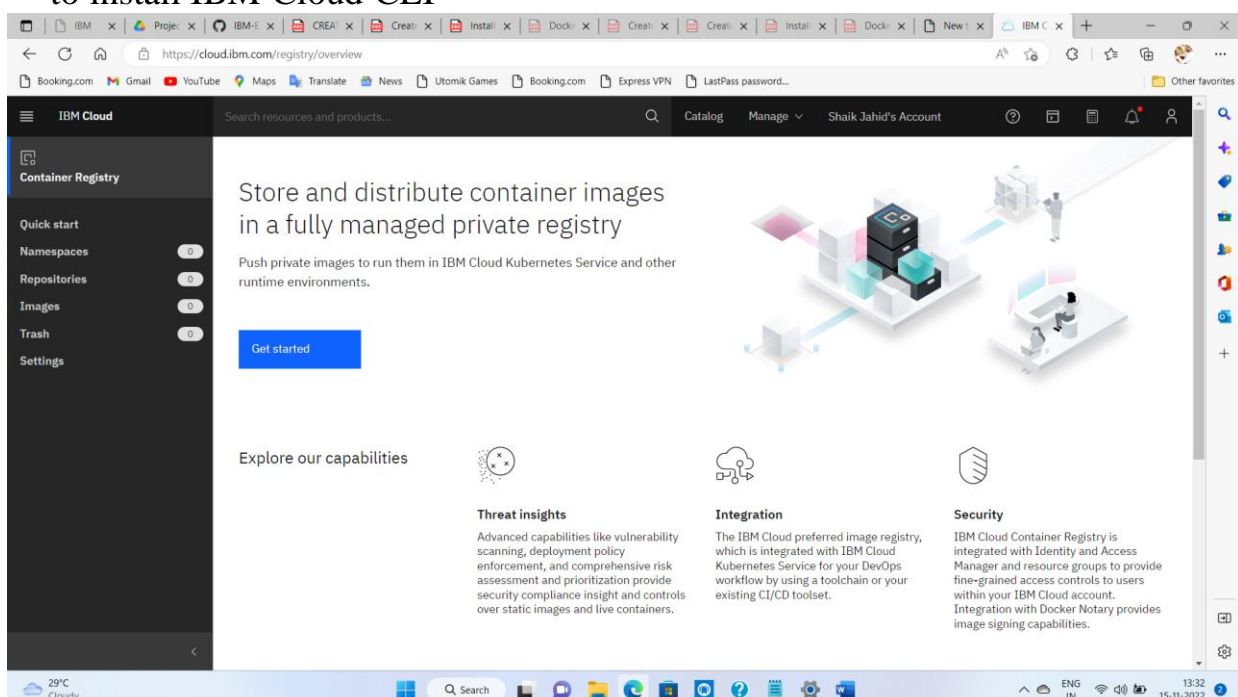 to install IBM Cloud CLI
IBM
Projec
IBM-E
CREAT
Create
Install
Docke
Create
Create
Install
Docke
New t
IBM C
https://cloud.ibm.com/registry/overview
Booking.com Gmail YouTube Maps Translate News Utomik Games Booking.com Express VPN LastPass password... Other favorites
IBM Cloud Search resources and products... Catalog Manage Shaik Jahid's Account
Container Registry
Quick start
Namespaces 0
Repositories 0
Images 0
Trash 0
Settings
Store and distribute container images
in a fully managed private registry
Push private images to run them in IBM Cloud Kubernetes Service and other
runtime environments.
Get started
Explore our capabilities
Threat insights
Advanced capabilities like vulnerability
scanning, deployment policy
enforcement, and comprehensive risk
assessment and prioritization provide
security compliance insight and controls
over static images and live containers.
Integration
The IBM Cloud preferred image registry,
which is integrated with IBM Cloud
Kubernetes Service for your DevOps
workflow by using a toolchain or your
existing CI/CD toolset.
Security
IBM Cloud Container Registry is
integrated with Identity and Access
Manager and resource groups to provide
fine-grained access controls to users
within your IBM Cloud account.
Integration with Docker Notary provides
image signing capabilities.
29°C
Cloudy
Search
ENG
IN
13:32
15-11-2022
2